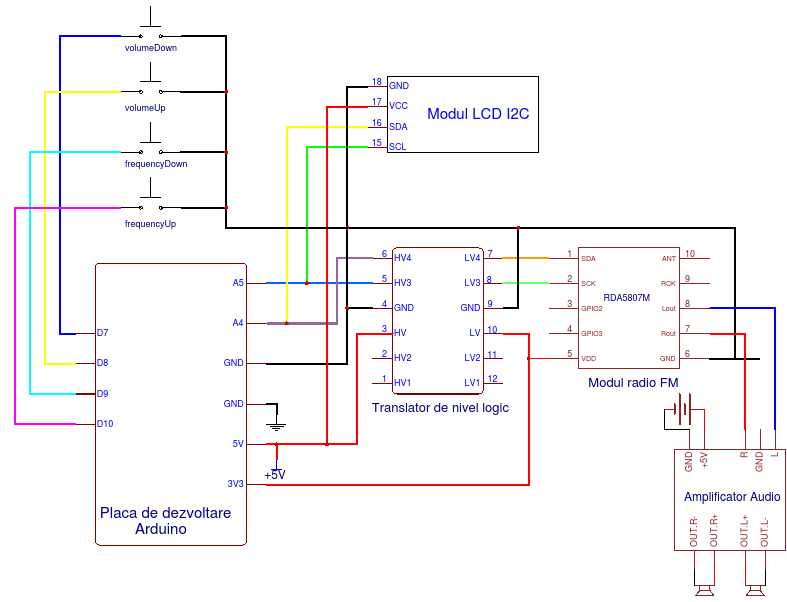 volumeDown
volumeUp
frequencyDown
frequencyUp
18 GND
17 VCC
16 SDA
15 SCL
Modul LCD I2C
A5
A4
GND
GND
5V
3V3
D7
D8
D9
D10
+5V
Placa de dezvoltare
Arduino
6 HV4 LV4 7
5 HV3 LV3 8
4 GND GND 9
3 HV LV 10
2 HV2 LV2 11
1 HV1 LV1 12
Translator de nivel logic
1 SDA ANT 10
2 SCK RCK 9
RDA5807M
3 GPIO2 Lout 8
4 GPIO3 Rout 7
5 VDD GND 6
Modul radio FM
GND
+5V
R
GND
L
Amplificator Audio
OUT.R-
OUT.R+
OUT.L+
OUT.L-